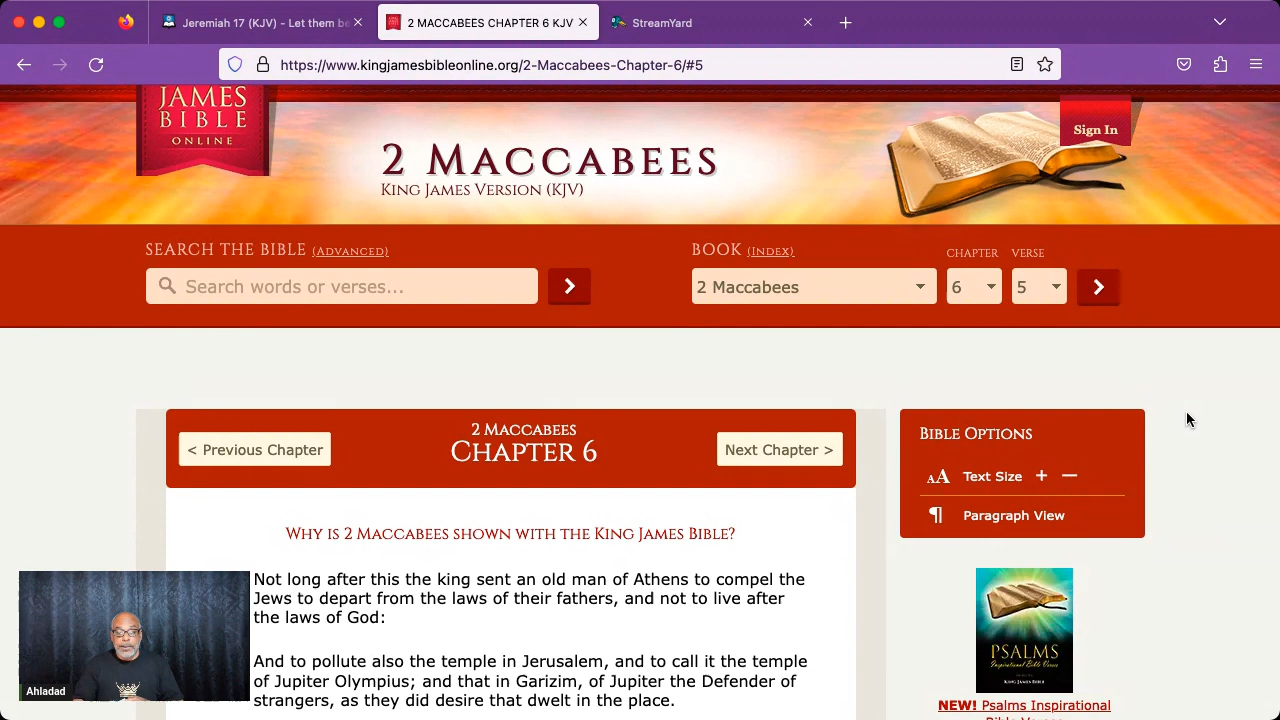 Jeremiah 17 (KJV) - Let them be
2 MACCABEES CHAPTER 6 KJV
StreamYard
https://www.kingjamesbibleonline.org/2-Maccabees-Chapter-6/#5
JAMES
BIBLE
ONLINE
2 Maccabees
King James Version (KJV)
Sign In
Search the Bible (Advanced)
Book (Index)
Chapter
Verse
Search words or verses...
2 Maccabees
6
5
< Previous Chapter
2 Maccabees
Chapter 6
Next Chapter >
Bible Options
AA Text Size + —
¶ Paragraph View
Why is 2 Maccabees shown with the King James Bible?
Not long after this the king sent an old man of Athens to compel the
Jews to depart from the laws of their fathers, and not to live after
the laws of God:
And to pollute also the temple in Jerusalem, and to call it the temple
of Jupiter Olympius; and that in Garizim, of Jupiter the Defender of
strangers, as they did desire that dwelt in the place.
Ahladad
PSALMS
Inspirational Bible Verses
KING JAMES BIBLE
NEW! Psalms Inspirational